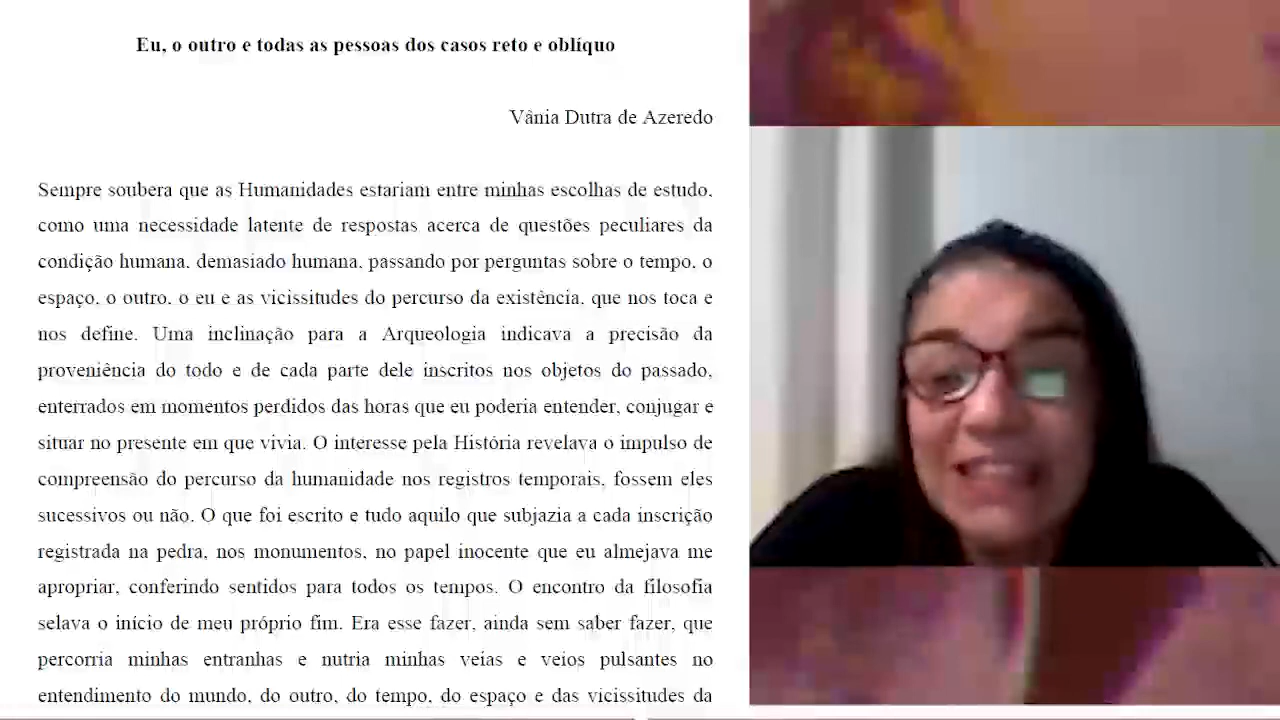 Eu, o outro e todas as pessoas dos casos reto e oblíquo
Vânia Dutra de Azeredo
Sempre soubera que as Humanidades estariam entre minhas escolhas de estudo,
como uma necessidade latente de respostas acerca de questões peculiares da
condição humana, demasiado humana, passando por perguntas sobre o tempo, o
espaço, o outro, o eu e as vicissitudes do percurso da existência, que nos toca e
nos define. Uma inclinação para a Arqueologia indicava a precisão da
proveniência do todo e de cada parte dele inscritos nos objetos do passado,
enterrados em momentos perdidos das horas que eu poderia entender, conjugar e
situar no presente em que vivia. O interesse pela História revelava o impulso de
compreensão do percurso da humanidade nos registros temporais, fossem eles
sucessivos ou não. O que foi escrito e tudo aquilo que subjazia a cada inscrição
registrada na pedra, nos monumentos, no papel inocente que eu almejava me
apropriar, conferindo sentidos para todos os tempos. O encontro da filosofia
selava o início de meu próprio fim. Era esse fazer, ainda sem saber fazer, que
percorria minhas entranhas e nutria minhas veias e veios pulsantes no
entendimento do mundo, do outro, do tempo, do espaço e das vicissitudes da